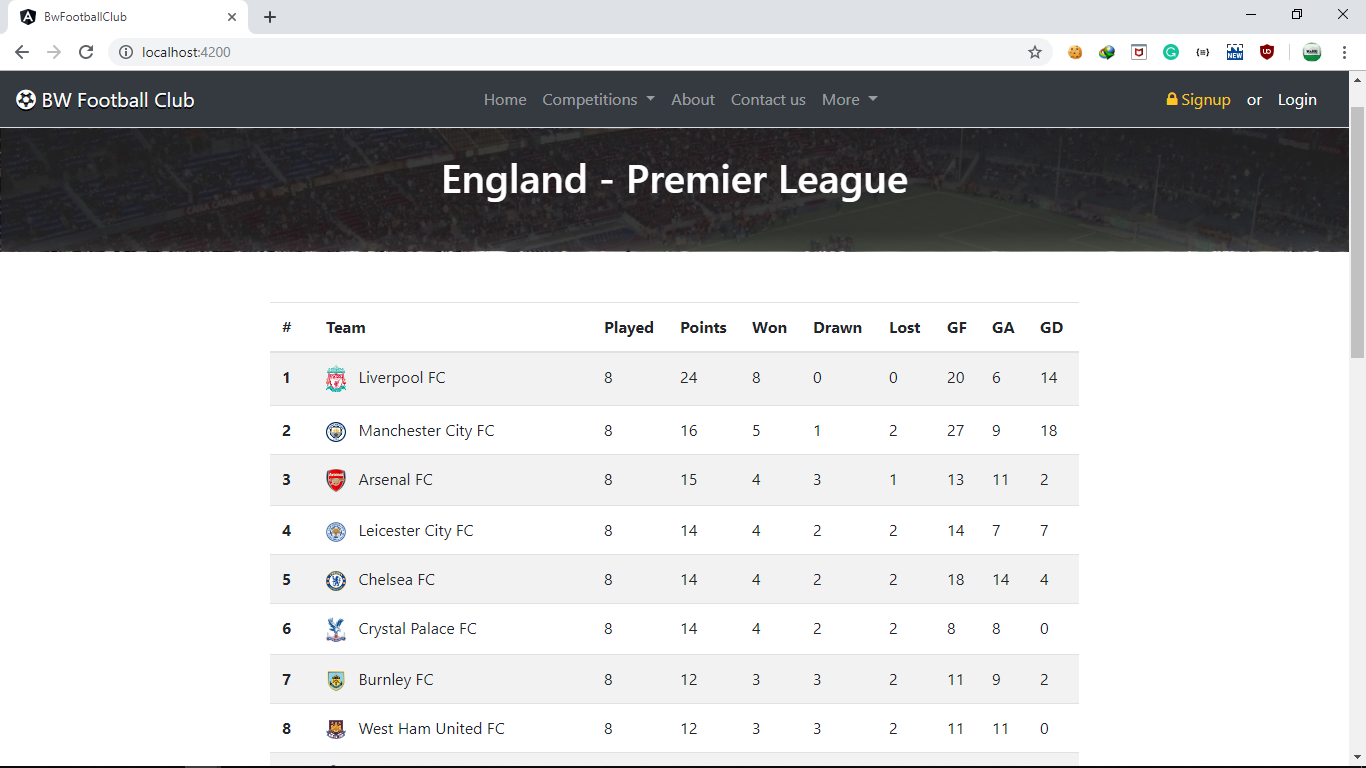 BwFootballClub
localhost:4200
NEW
BW Football Club Home Competitions About Contact us More Signup or Login
England - Premier League
# Team Played Points Won Drawn Lost GF GA GD
1 Liverpool FC 8 24 8 0 0 20 6 14
2 Manchester City FC 8 16 5 1 2 27 9 18
3 Arsenal FC 8 15 4 3 1 13 11 2
4 Leicester City FC 8 14 4 2 2 14 7 7
5 Chelsea FC 8 14 4 2 2 18 14 4
6 Crystal Palace FC 8 14 4 2 2 8 8 0
7 Burnley FC 8 12 3 3 2 11 9 2
8 West Ham United FC 8 12 3 3 2 11 11 0